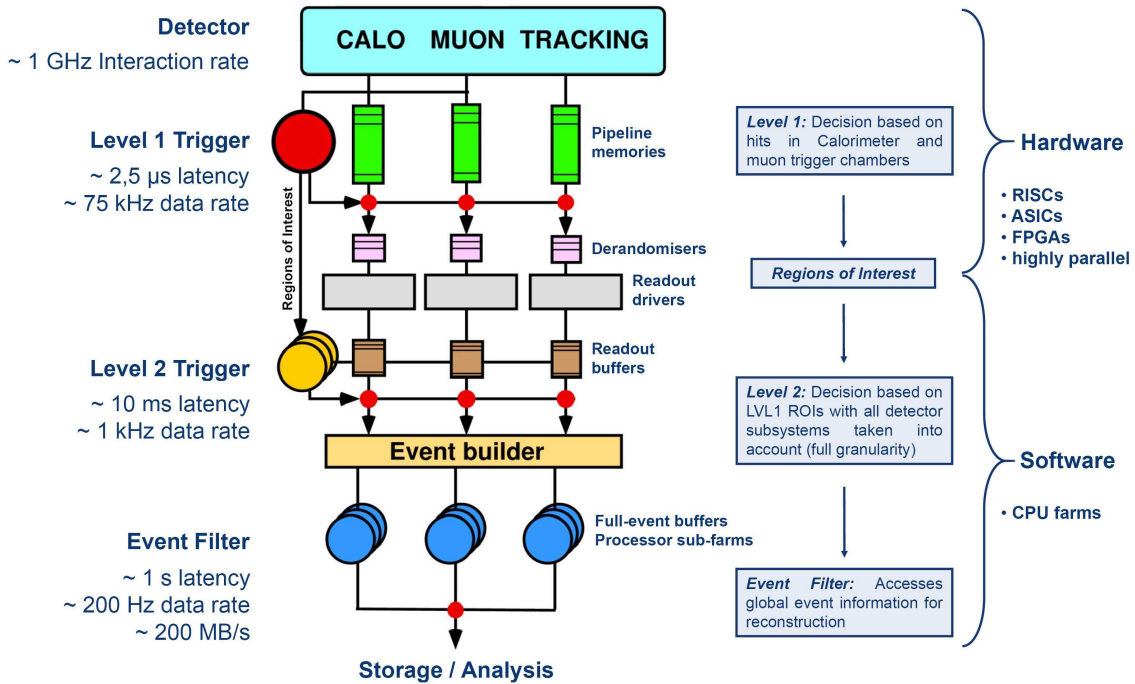 Detector
~ 1 GHz Interaction rate
CALO MUON TRACKING
Level 1 Trigger
~ 2,5 µs latency
~ 75 kHz data rate
Pipeline
memories
Regions of Interest
Derandomisers
Readout
drivers
Level 2 Trigger
~ 10 ms latency
~ 1 kHz data rate
Readout
buffers
Event builder
Event Filter
~ 1 s latency
~ 200 Hz data rate
~ 200 MB/s
Full-event buffers
Processor sub-farms
Storage / Analysis
Level 1: Decision based on
hits in Calorimeter and
muon trigger chambers
Regions of Interest
Level 2: Decision based on
LVL1 ROIs with all detector
subsystems taken into
account (full granularity)
Event Filter: Accesses
global event information for
reconstruction
Hardware
• RISCs
• ASICs
• FPGAs
• highly parallel
Software
• CPU farms